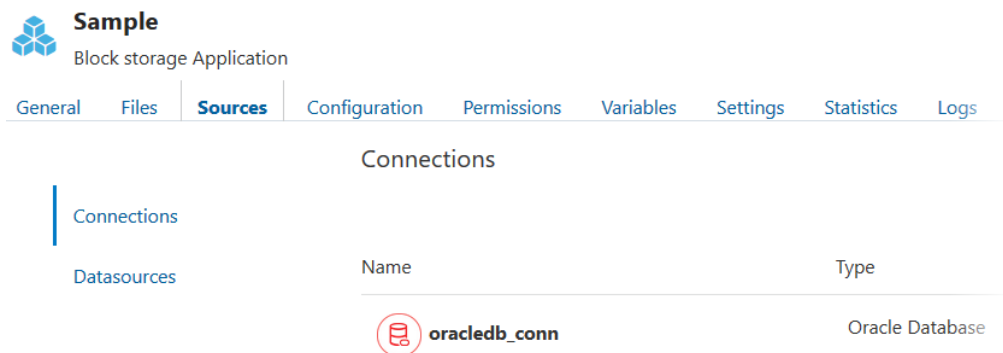 Sample
Block storage Application
General Files Sources Configuration Permissions Variables Settings Statistics Logs
Connections
Connections
Datasources
Name Type
oracledb_conn Oracle Database